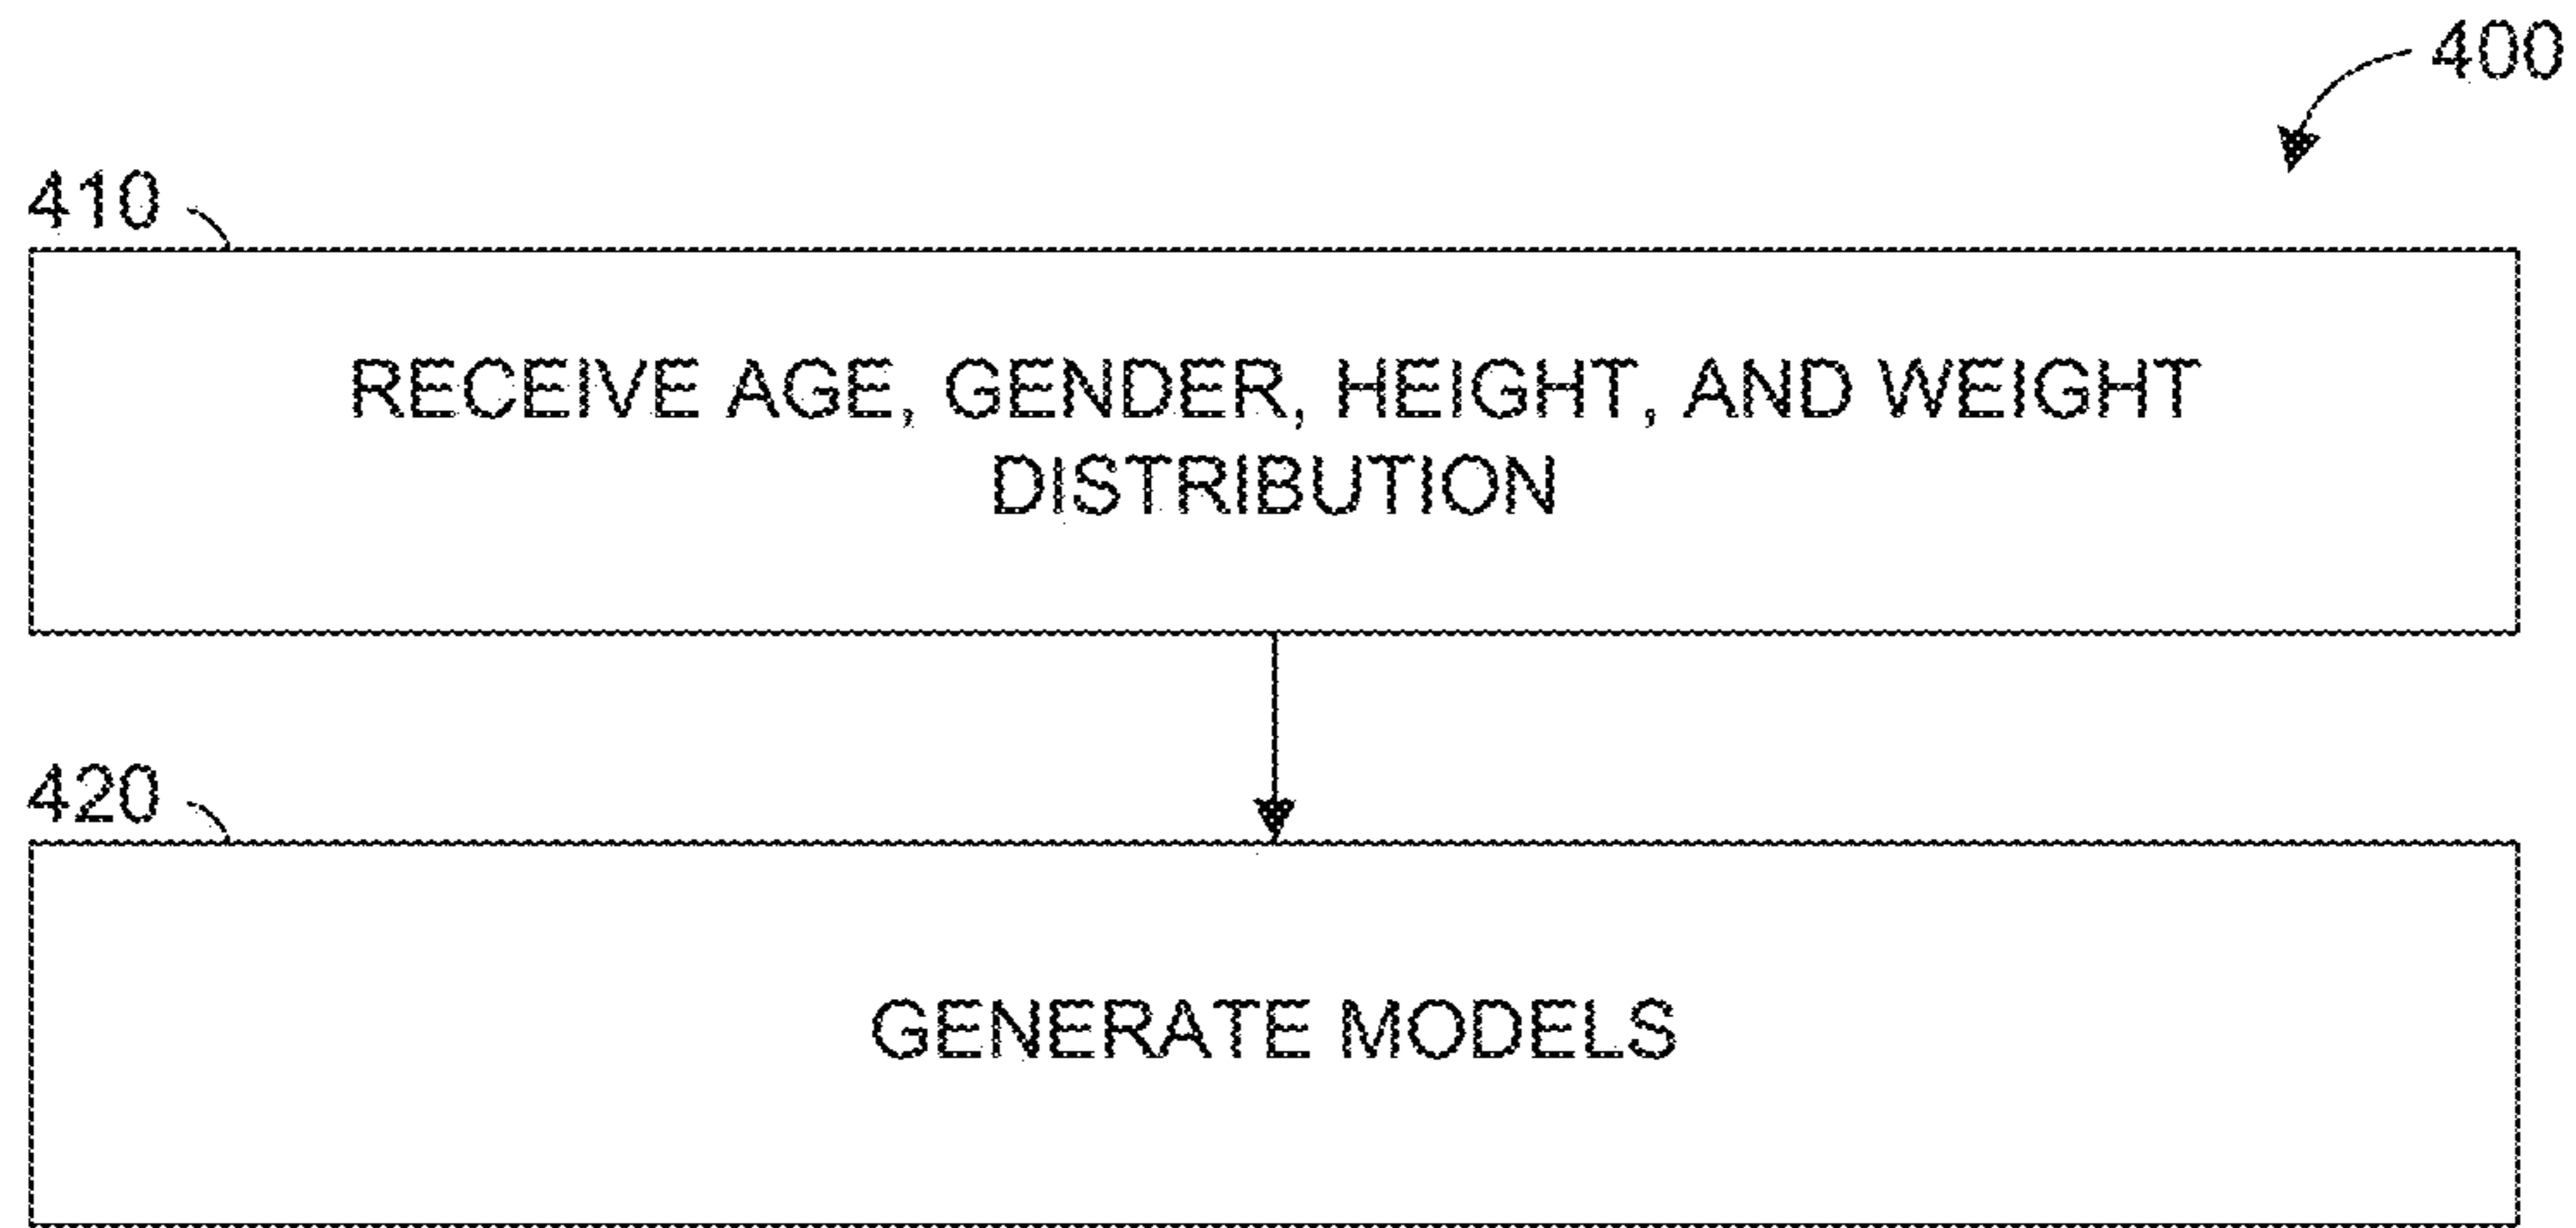 400
410
RECEIVE AGE, GENDER, HEIGHT, AND WEIGHT
DISTRIBUTION
420
GENERATE MODELS